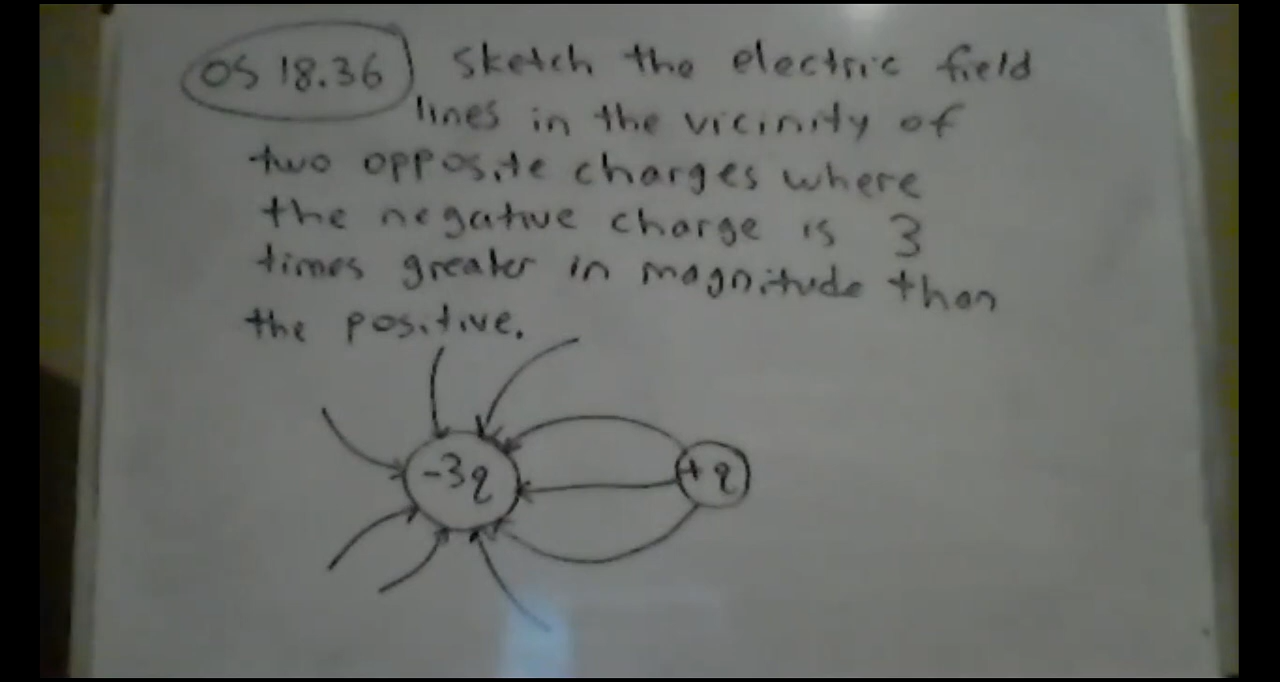 OS 18.36 Sketch the electric field
lines in the vicinity of
two opposite charges where
the negative charge is 3
times greater in magnitude than
the positive.
-3q
+q